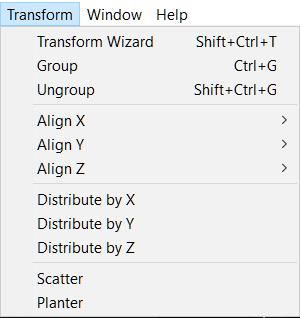 Transform Window Help
Transform Wizard Shift+Ctrl+T
Group Ctrl+G
Ungroup Shift+Ctrl+G
Align X
Align Y
Align Z
Distribute by X
Distribute by Y
Distribute by Z
Scatter
Planter